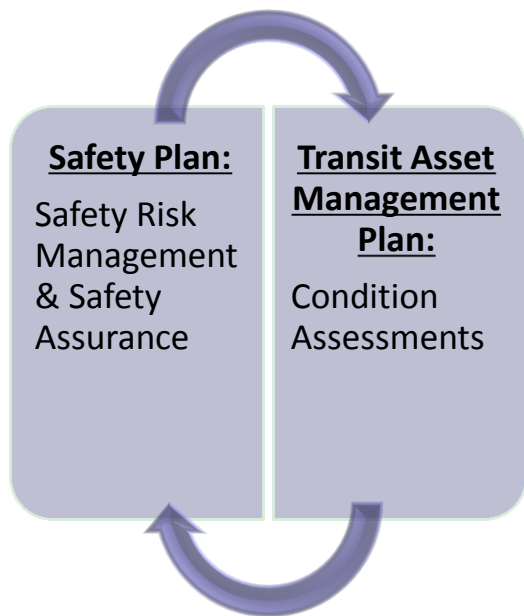 Safety Plan:
Safety Risk
Management
& Safety
Assurance
Transit Asset
Management
Plan:
Condition
Assessments